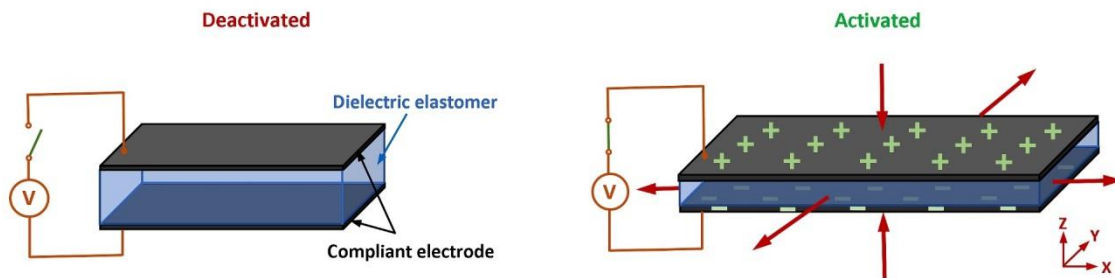 Deactivated
Activated
Dielectric elastomer
V
Compliant electrode
V
Z
Y
X